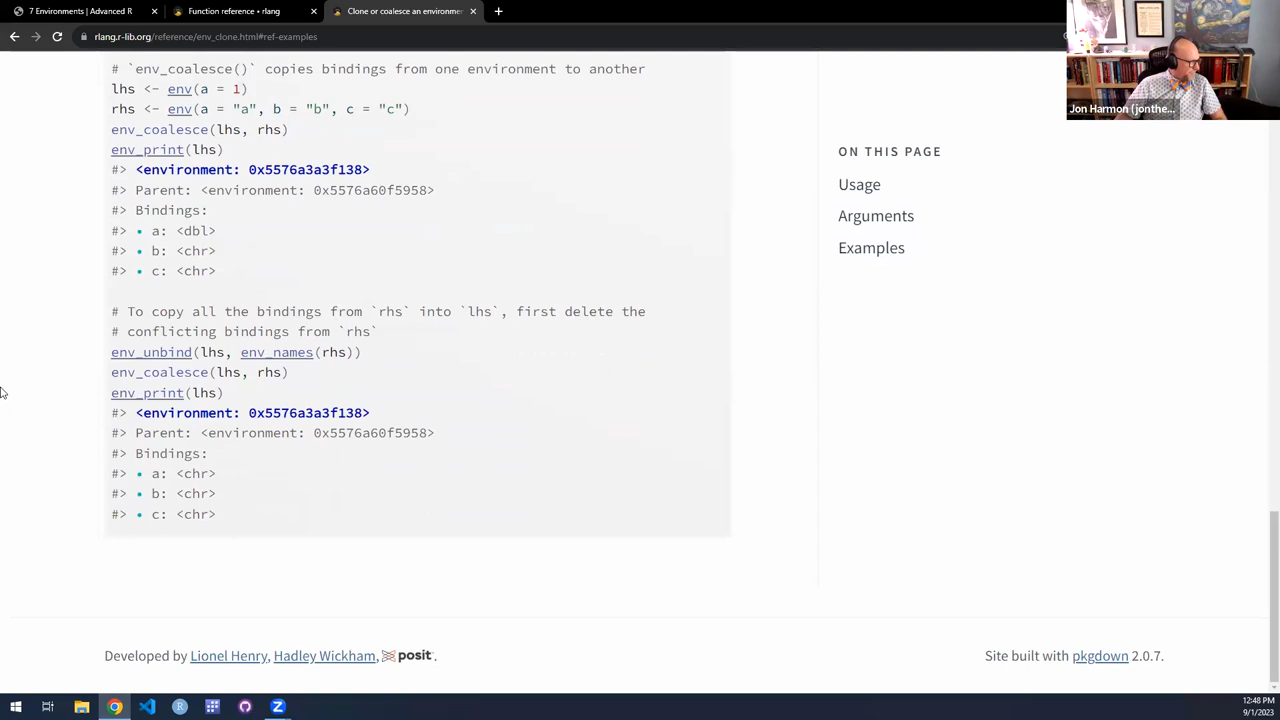 7 Environments | Advanced R
Function reference • rlang
Clone or coalesce an environmen
rlang.r-lib.org/reference/env_clone.html#ref-examples
Jon Harmon (jonthe...
# `env_coalesce()` copies bindings from one environment to another
lhs <- env(a = 1)
rhs <- env(a = "a", b = "b", c = "c")
env_coalesce(lhs, rhs)
env_print(lhs)
#> <environment: 0x5576a3a3f138>
#> Parent: <environment: 0x5576a60f5958>
#> Bindings:
#> • a: <dbl>
#> • b: <chr>
#> • c: <chr>
# To copy all the bindings from `rhs` into `lhs`, first delete the
# conflicting bindings from `rhs`
env_unbind(lhs, env_names(rhs))
env_coalesce(lhs, rhs)
env_print(lhs)
#> <environment: 0x5576a3a3f138>
#> Parent: <environment: 0x5576a60f5958>
#> Bindings:
#> • a: <chr>
#> • b: <chr>
#> • c: <chr>
ON THIS PAGE
Usage
Arguments
Examples
Developed by Lionel Henry, Hadley Wickham, posit.
Site built with pkgdown 2.0.7.
12:48 PM
9/1/2023